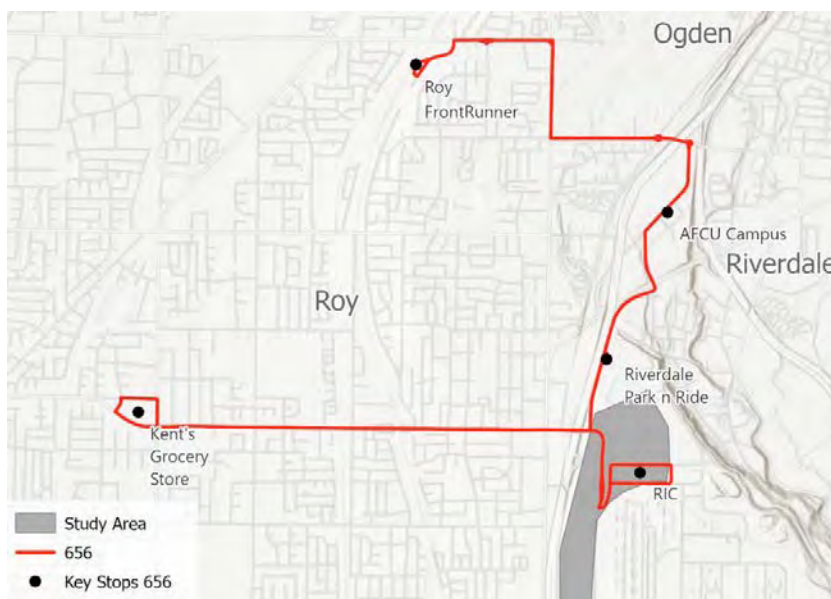 Ogden
Roy
FrontRunner
AFCU Campus
Riverdale
Roy
Riverdale
Park n Ride
Kent's
Grocery
Store
RIC
Study Area
656
Key Stops 656